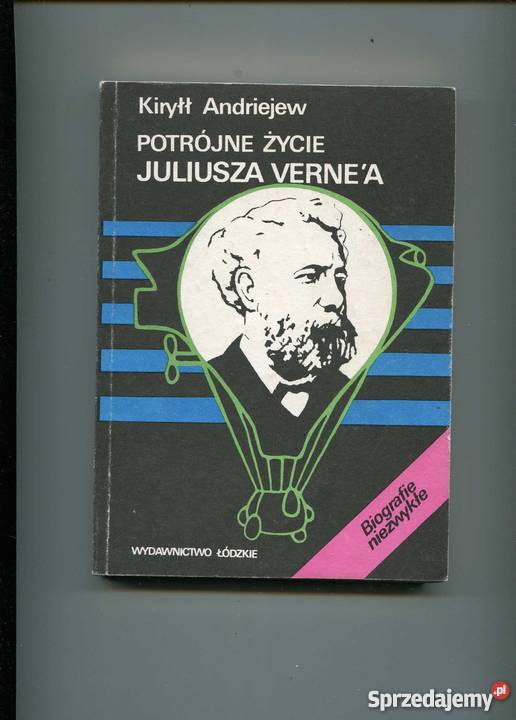 Kiryłł Andriejew
POTRÓJNE ŻYCIE
JULIUSZA VERNE'A
Biografie
niezwykłe
WYDAWNICTWO ŁÓDZKIE
Sprzedajemy.pl